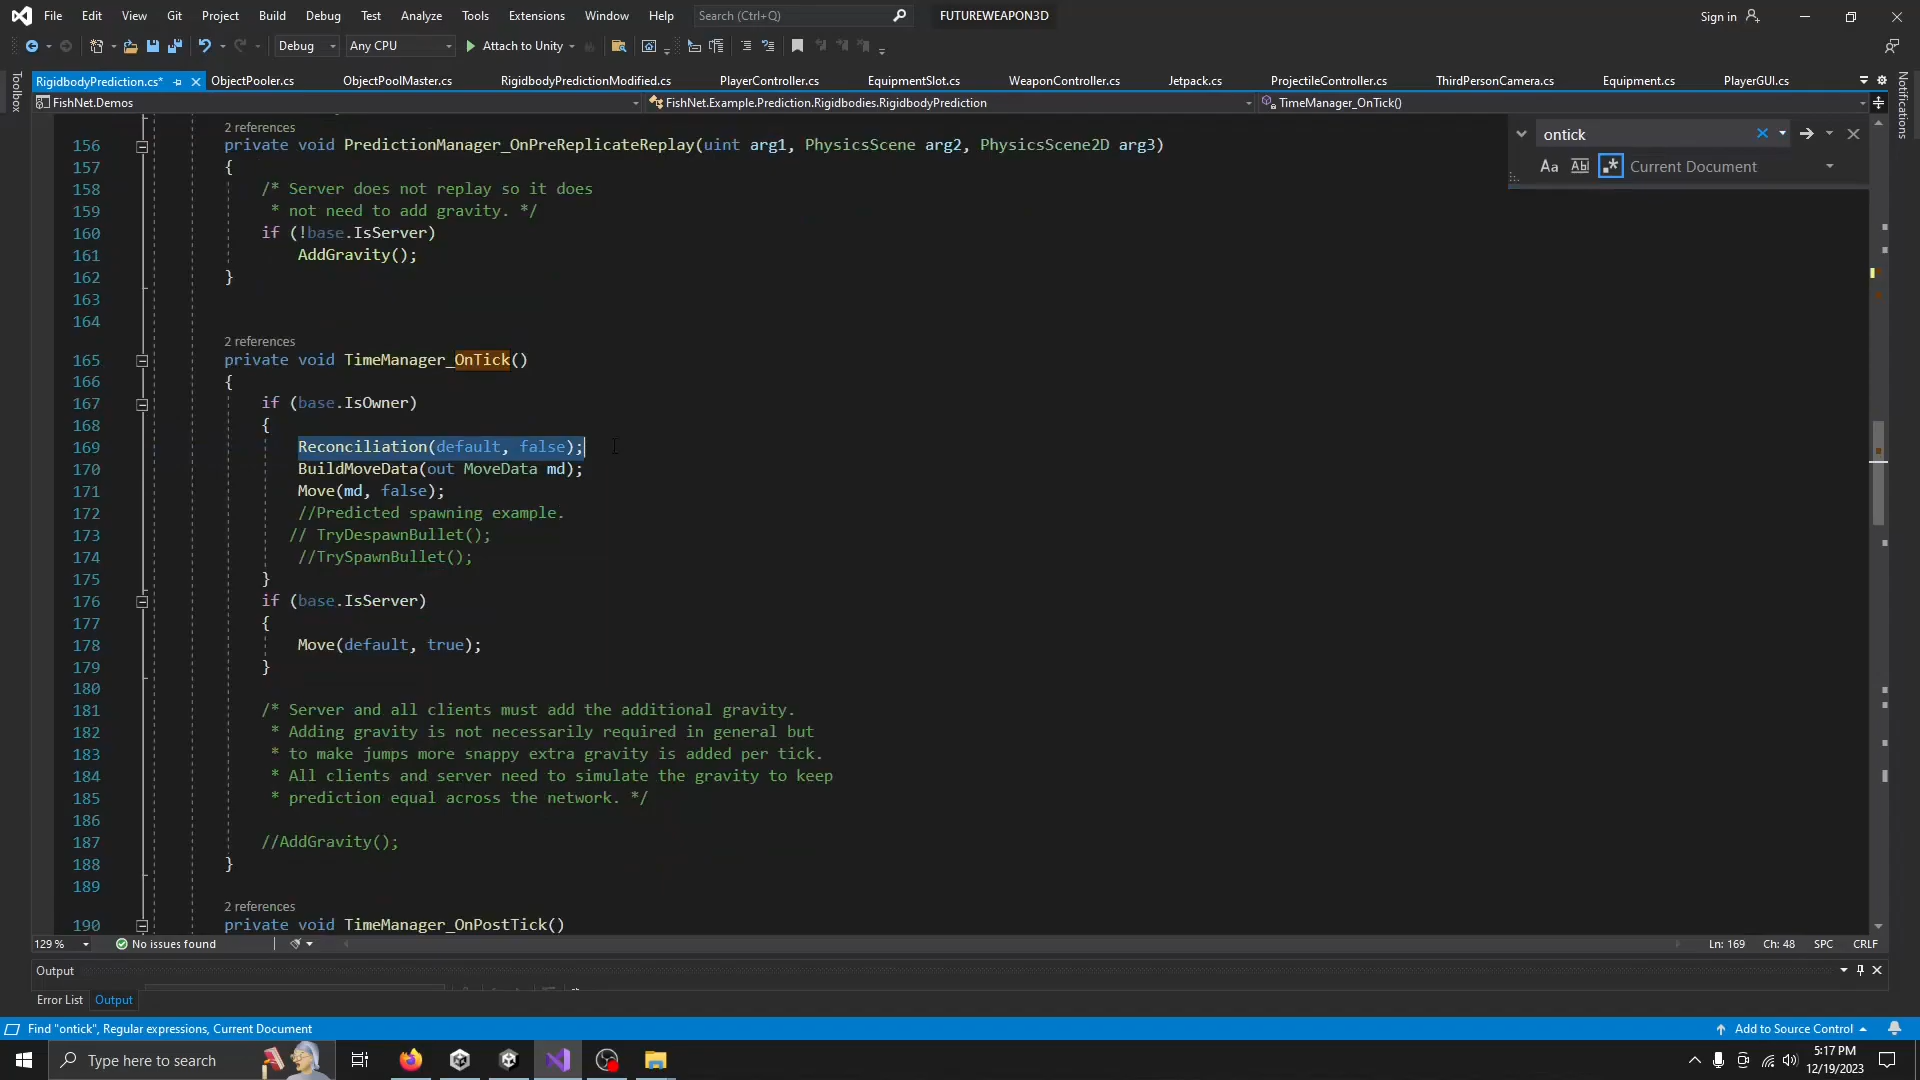 File Edit View Git Project Build Debug Test Analyze Tools Extensions Window Help Search (Ctrl+Q) FUTUREWEAPON3D Sign in
Debug Any CPU Attach to Unity
Toolbox
RigidbodyPrediction.cs* ObjectPooler.cs ObjectPoolMaster.cs RigidbodyPredictionModified.cs PlayerController.cs EquipmentSlot.cs WeaponController.cs Jetpack.cs ProjectileController.cs ThirdPersonCamera.cs Equipment.cs PlayerGUI.cs
Notifications
FishNet.Demos FishNet.Example.Prediction.Rigidbodies.RigidbodyPrediction TimeManager_OnTick()
ontick
Aa Ab .* Current Document
2 references
156 private void PredictionManager_OnPreReplicateReplay(uint arg1, PhysicsScene arg2, PhysicsScene2D arg3)
157 {
158 /* Server does not replay so it does
159 * not need to add gravity. */
160 if (!base.IsServer)
161 AddGravity();
162 }
163
164
2 references
165 private void TimeManager_OnTick()
166 {
167 if (base.IsOwner)
168 {
169 Reconciliation(default, false);
170 BuildMoveData(out MoveData md);
171 Move(md, false);
172 //Predicted spawning example.
173 // TryDespawnBullet();
174 //TrySpawnBullet();
175 }
176 if (base.IsServer)
177 {
178 Move(default, true);
179 }
180
181 /* Server and all clients must add the additional gravity.
182 * Adding gravity is not necessarily required in general but
183 * to make jumps more snappy extra gravity is added per tick.
184 * All clients and server need to simulate the gravity to keep
185 * prediction equal across the network. */
186
187 //AddGravity();
188 }
189
2 references
190 private void TimeManager_OnPostTick()
129 % No issues found Ln: 169 Ch: 48 SPC CRLF
Output
Error List Output
Find "ontick", Regular expressions, Current Document Add to Source Control
Type here to search 5:17 PM
12/19/2023